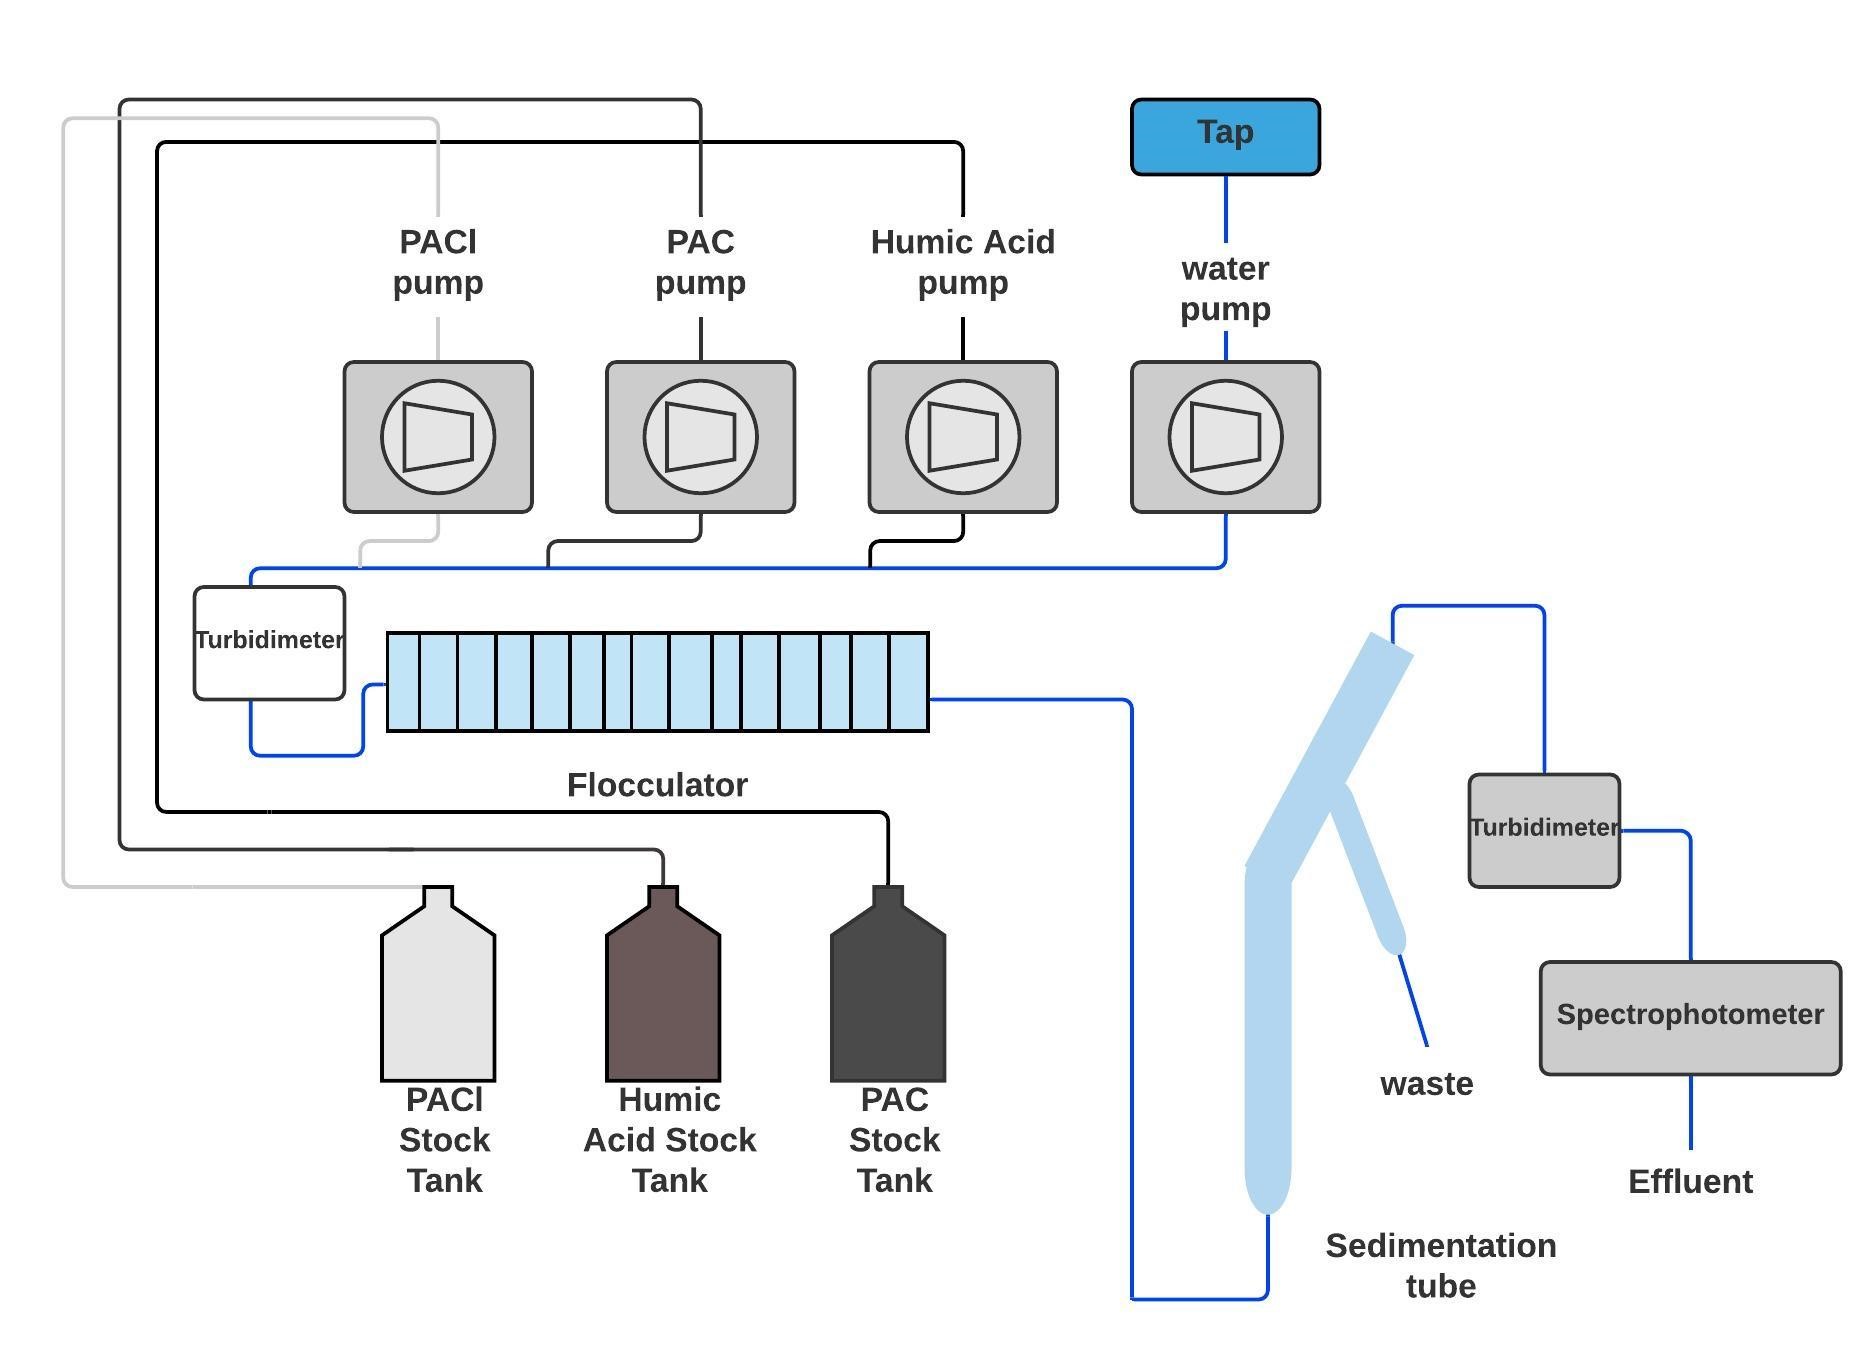 Tap
PACl
pump
PAC
pump
Humic Acid
pump
water
pump
Turbidimeter
Flocculator
Turbidimeter
Spectrophotometer
waste
PACl
Stock
Tank
Humic
Acid Stock
Tank
PAC
Stock
Tank
Effluent
Sedimentation
tube